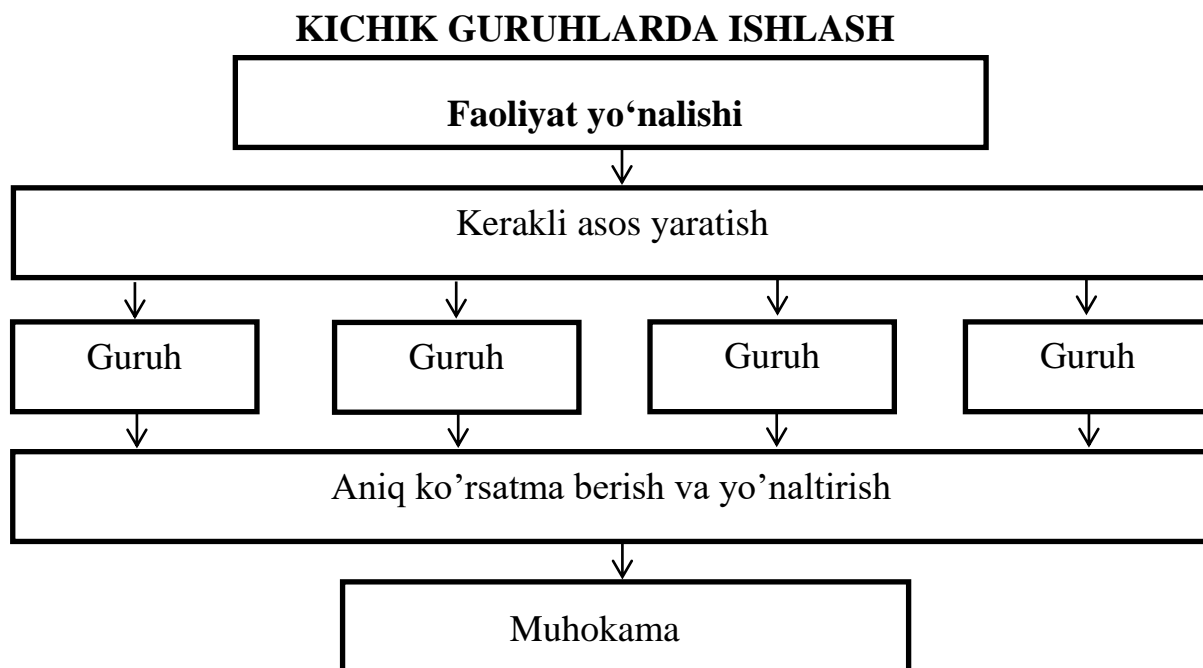 KICHIK GURUHLARDA ISHLASH
Faoliyat yo‘nalishi
Kerakli asos yaratish
Guruh Guruh Guruh Guruh
Aniq ko’rsatma berish va yo’naltirish
Muhokama